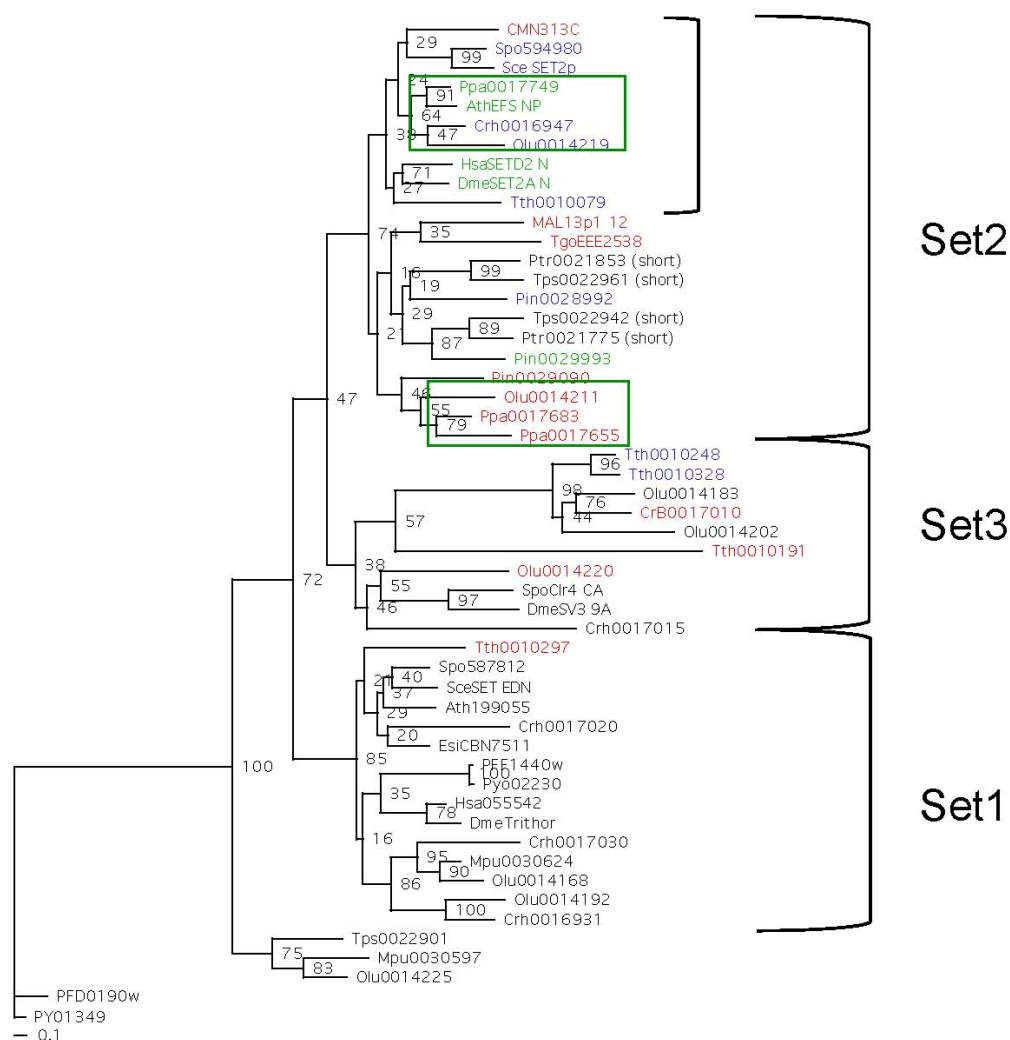 CMN313C
29
Spo594980
99
Sce SET2p
24
Ppa0017749
91
AthEFS NP
64
Crh0016947
38
47
Olu0014219
HsaSETD2 N
71
DmeSET2A N
27
Tth0010079
Set2
MAL13p1 12
74
35
TgoEEE2538
Ptr0021853 (short)
16
99
Tps0022961 (short)
19
Pin0028992
29
Tps0022942 (short)
21
89
Ptr0021775 (short)
87
Pin0029993
Pin0029090
46
Olu0014211
47
55
Ppa0017683
79
Ppa0017655
Tth0010248
96
Tth0010328
98
Olu0014183
76
CrB0017010
44
Olu0014202
57
Set3
Tth0010191
38
Olu0014220
72
55
SpoClr4 CA
97
DmeSV3 9A
46
Crh0017015
Tth0010297
Spo587812
21
40
SceSET EDN
37
Ath199055
29
Crh0017020
20
EsiCBN7511
85
100
PFE1440w
100
Pyo02230
35
Hsa055542
Set1
78
DmeTrithor
16
Crh0017030
95
Mpu0030624
90
Olu0014168
86
Olu0014192
100
Crh0016931
Tps0022901
75
Mpu0030597
83
Olu0014225
PFD0190w
PY01349
0.1